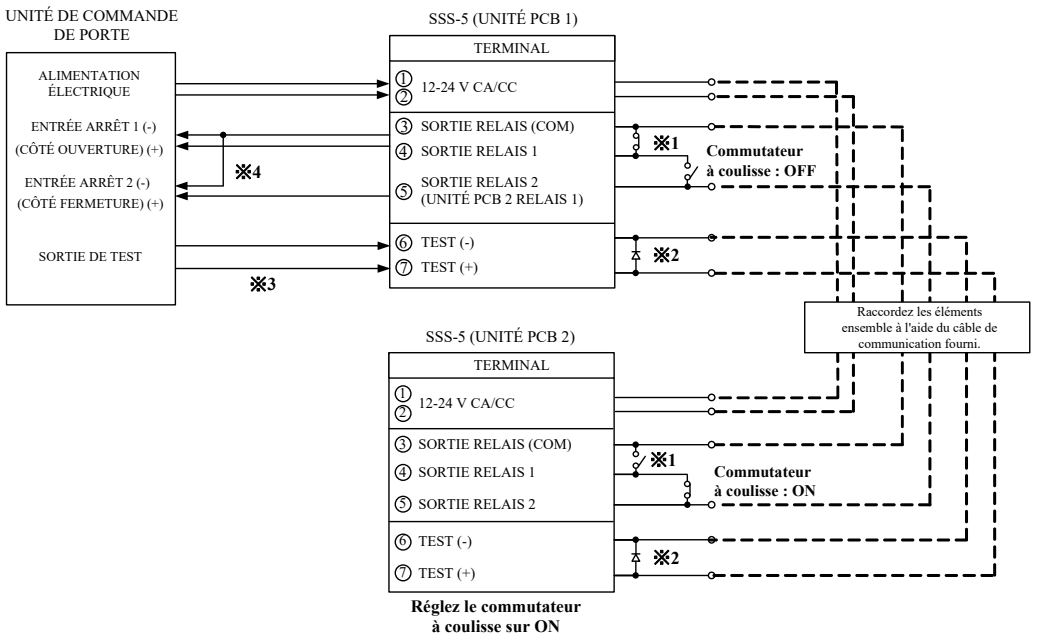 UNITÉ DE COMMANDE
DE PORTE
ALIMENTATION
ÉLECTRIQUE
ENTRÉE ARRÊT 1 (-)
(CÔTÉ OUVERTURE) (+)
ENTRÉE ARRÊT 2 (-)
(CÔTÉ FERMETURE) (+)
SORTIE DE TEST
※4
※3
SSS-5 (UNITÉ PCB 1)
TERMINAL
① 
② 12-24 V CA/CC
③ SORTIE RELAIS (COM)
④ SORTIE RELAIS 1
⑤ SORTIE RELAIS 2
(UNITÉ PCB 2 RELAIS 1)
⑥ TEST (-)
⑦ TEST (+)
※1
Commutateur
à coulisse : OFF
※2
Raccordez les éléments
ensemble à l'aide du câble de
communication fourni.
SSS-5 (UNITÉ PCB 2)
TERMINAL
①
② 12-24 V CA/CC
③ SORTIE RELAIS (COM)
④ SORTIE RELAIS 1
⑤ SORTIE RELAIS 2
⑥ TEST (-)
⑦ TEST (+)
※1
Commutateur
à coulisse : ON
※2
Réglez le commutateur
à coulisse sur ON